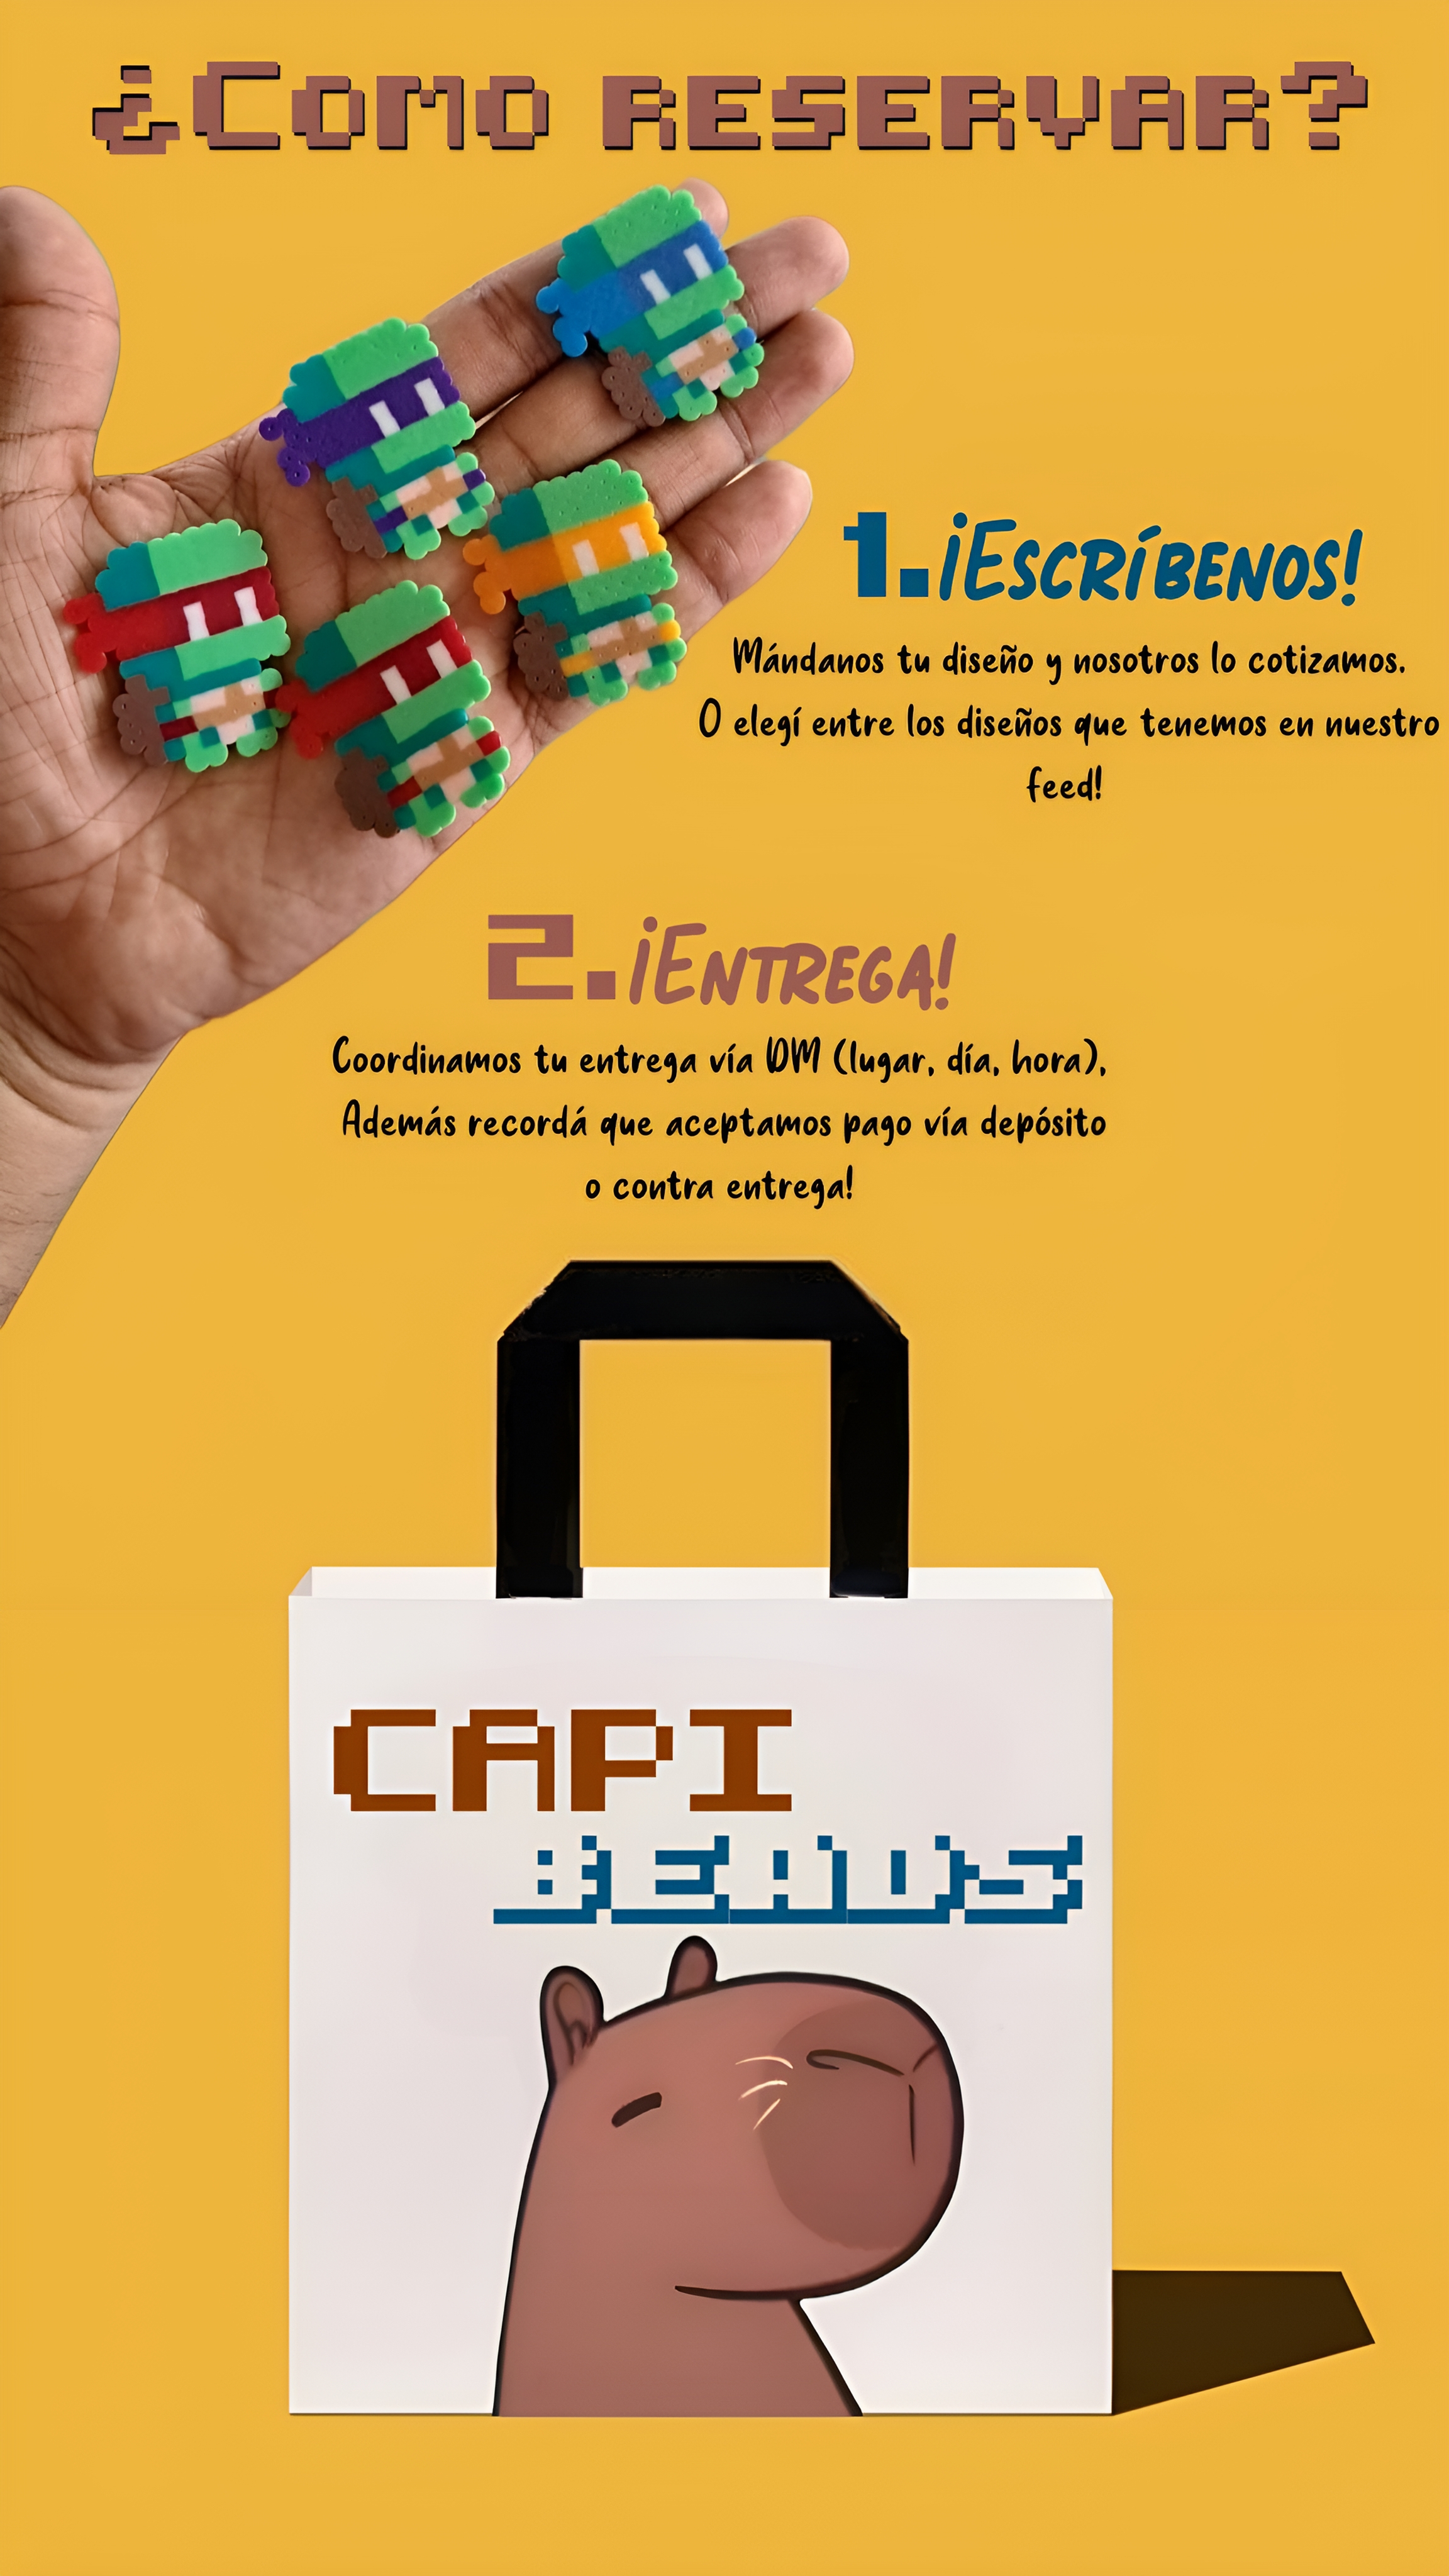 ¿COMO RESERVAR?
1.¡ESCRÍBENOS!
Mándanos tu diseño y nosotros lo cotizamos.
O elegí entre los diseños que tenemos en nuestro
feed!
2.¡ENTREGA!
Coordinamos tu entrega vía DM (lugar, día, hora),
Además recordá que aceptamos pago vía depósito
o contra entrega!
CAPI
BEADS